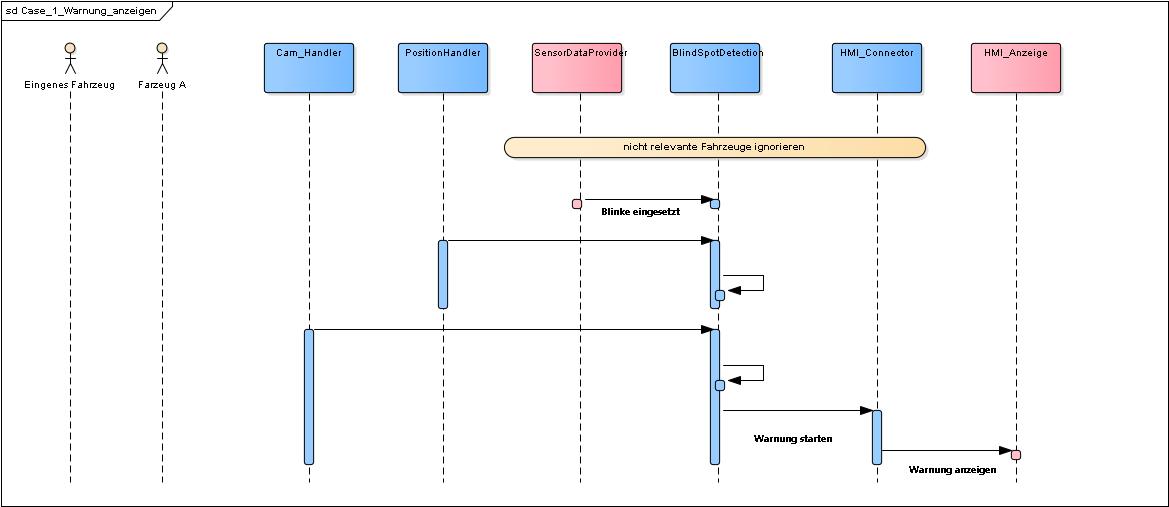 sd Case_1_Warnung_anzeigen
Eingenes Fahrzeug
Farzeug A
Cam_Handler
PositionHandler
SensorDataProvider
BlindSpotDetection
HMI_Connector
HMI_Anzeige
nicht relevante Fahrzeuge ignorieren
Blinke eingesetzt
Warnung starten
Warnung anzeigen